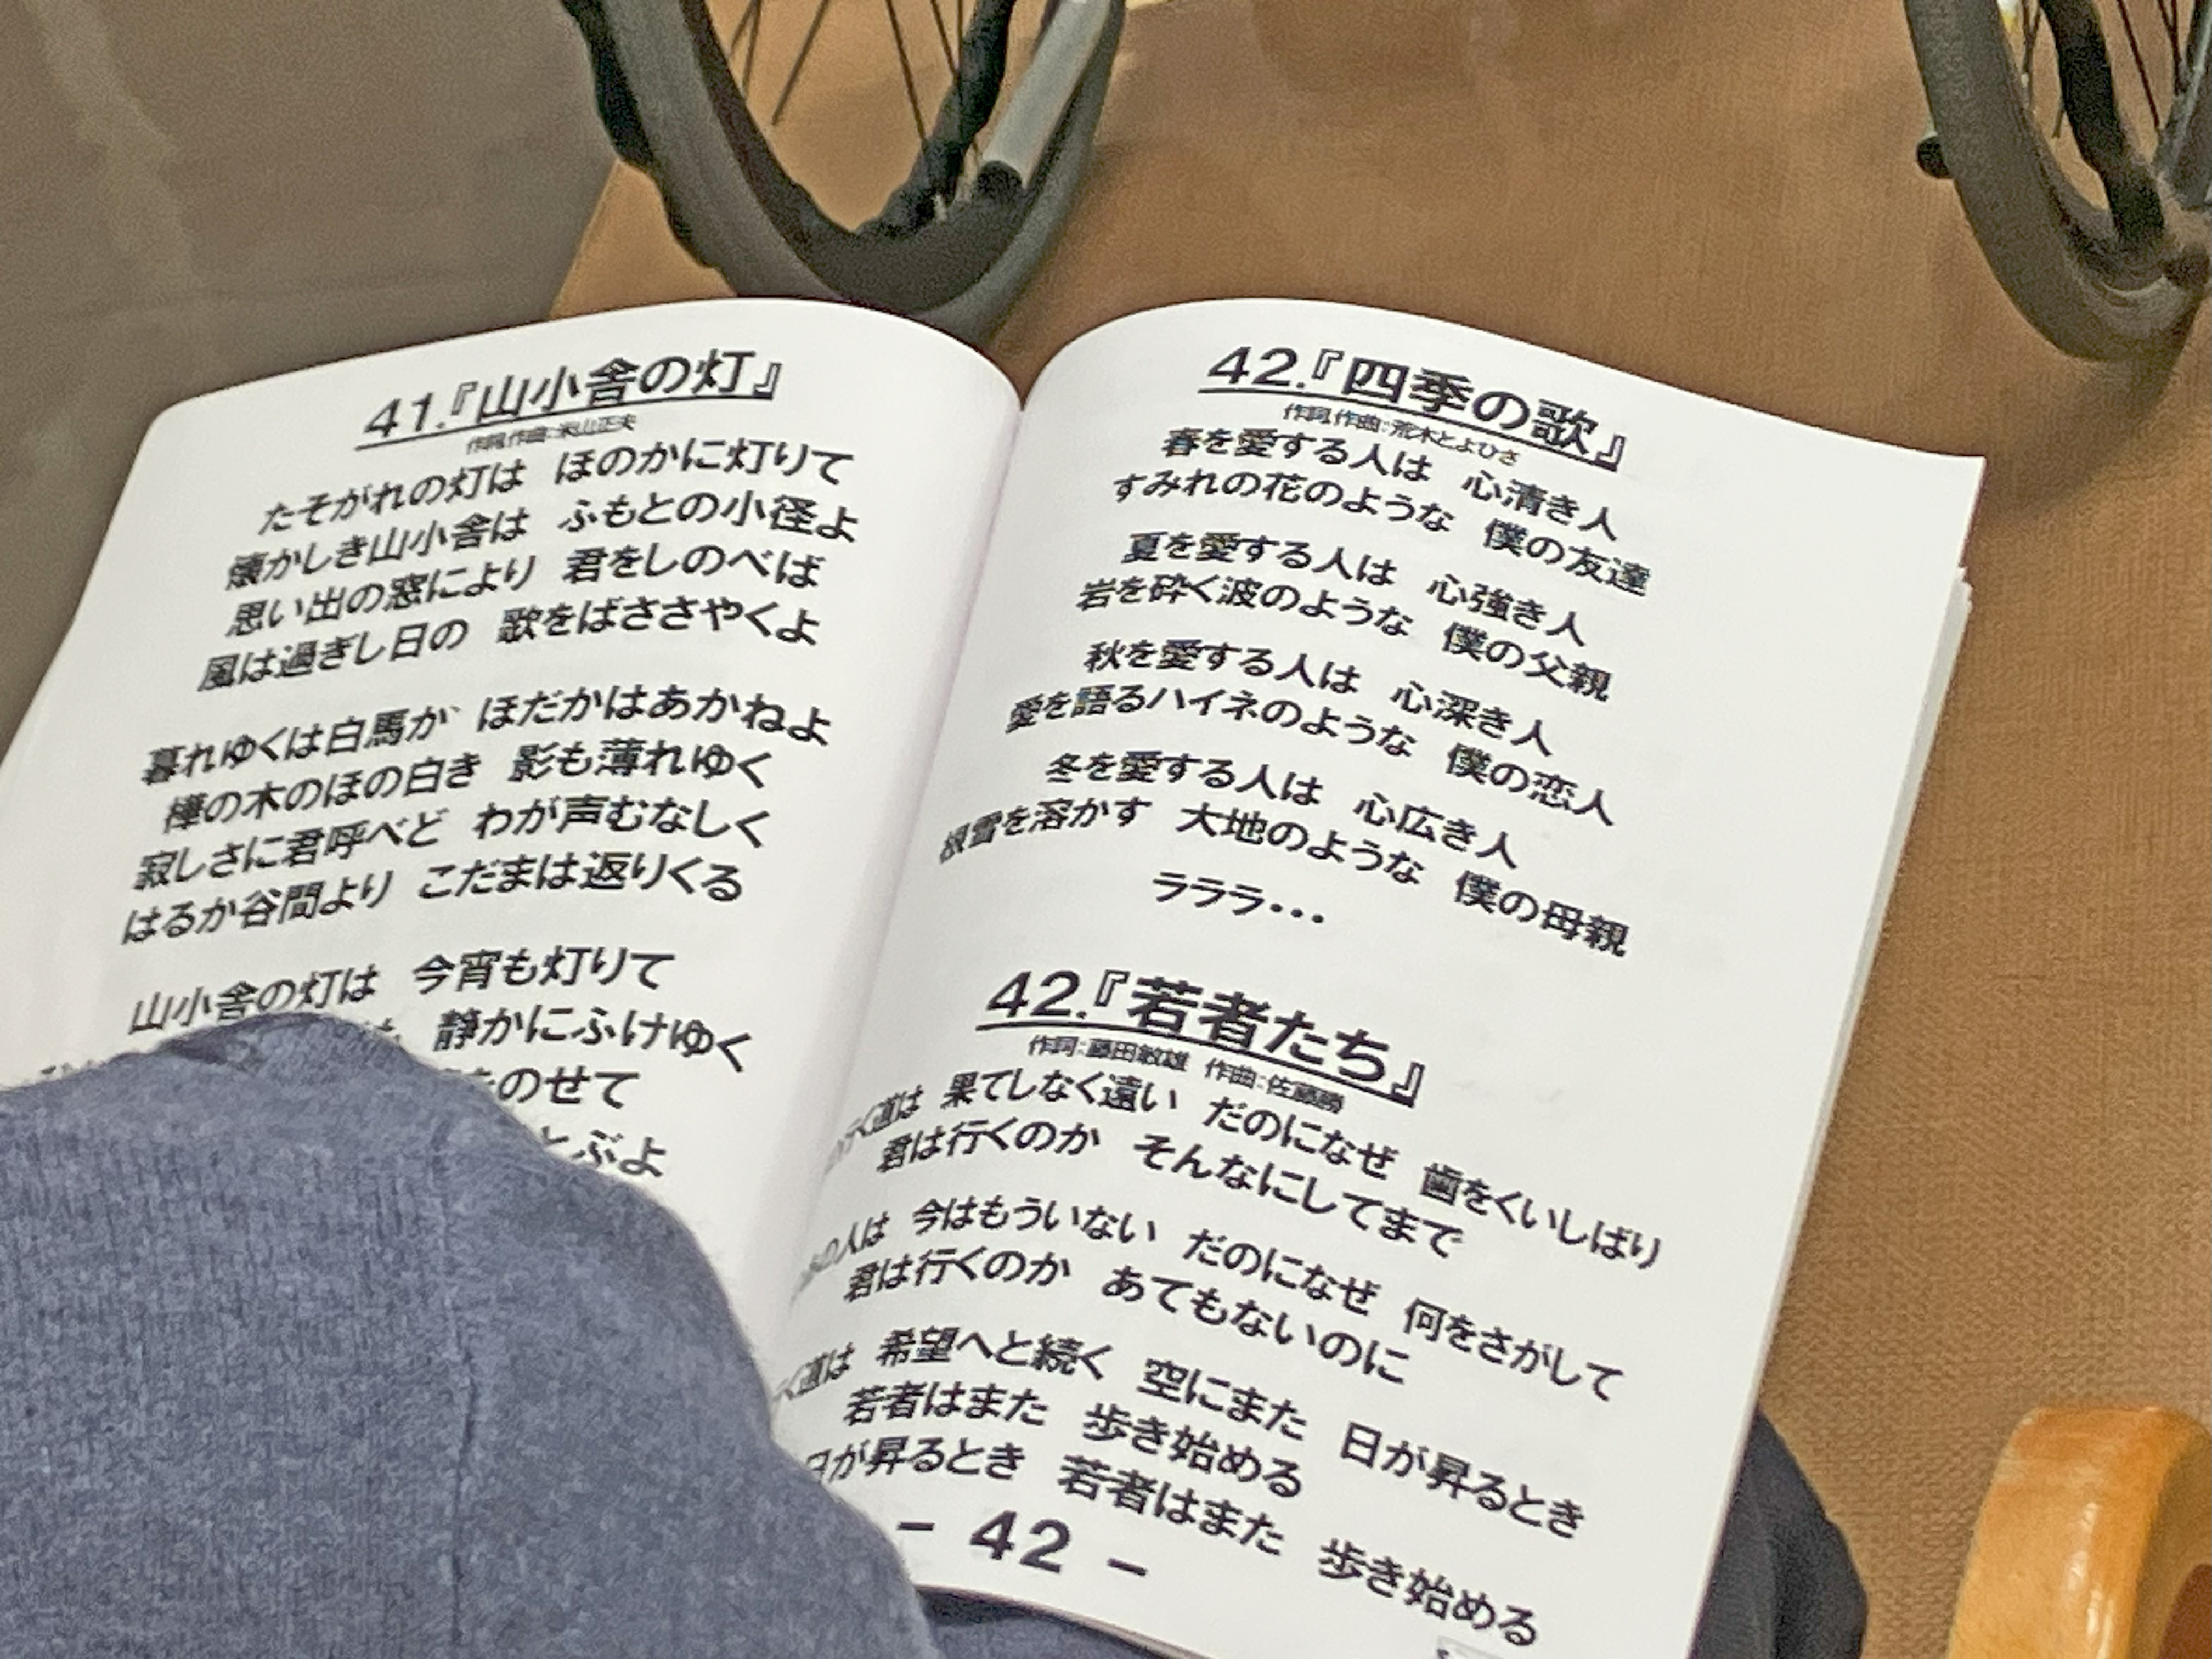 41.『山小舎の灯』
作詞.作曲:米山正夫
たそがれの灯は ほのかに灯りて
懐かしき山小舎は ふもとの小径よ
思い出の窓により 君をしのべば
風は過ぎし日の 歌をばささやくよ
暮れゆくは白馬か ほだかはあかねよ
樺の木のほの白き 影も薄れゆく
寂しさに君呼べど わが声むなしく
はるか谷間より こだまは返りくる
山小舎の灯は 今宵も灯りて
静かにふけゆく
のせて
とぶよ
42.『四季の歌』
作詞.作曲:荒木とよひさ
春を愛する人は 心清き人
すみれの花のような 僕の友達
夏を愛する人は 心強き人
岩を砕く波のような 僕の父親
秋を愛する人は 心深き人
愛を語るハイネのような 僕の恋人
冬を愛する人は 心広き人
根雪を溶かす 大地のような 僕の母親
ラララ・・・
42.『若者たち』
作詞:藤田敏雄 作曲:佐藤勝
行く道は 果てしなく遠い だのになぜ 歯をくいしばり
君は行くのか そんなにしてまで
の人は 今はもういない だのになぜ 何をさがして
君は行くのか あてもないのに
く道は 希望へと続く 空にまた 日が昇るとき
若者はまた 歩き始める
日が昇るとき 若者はまた 歩き始める
- 42 -